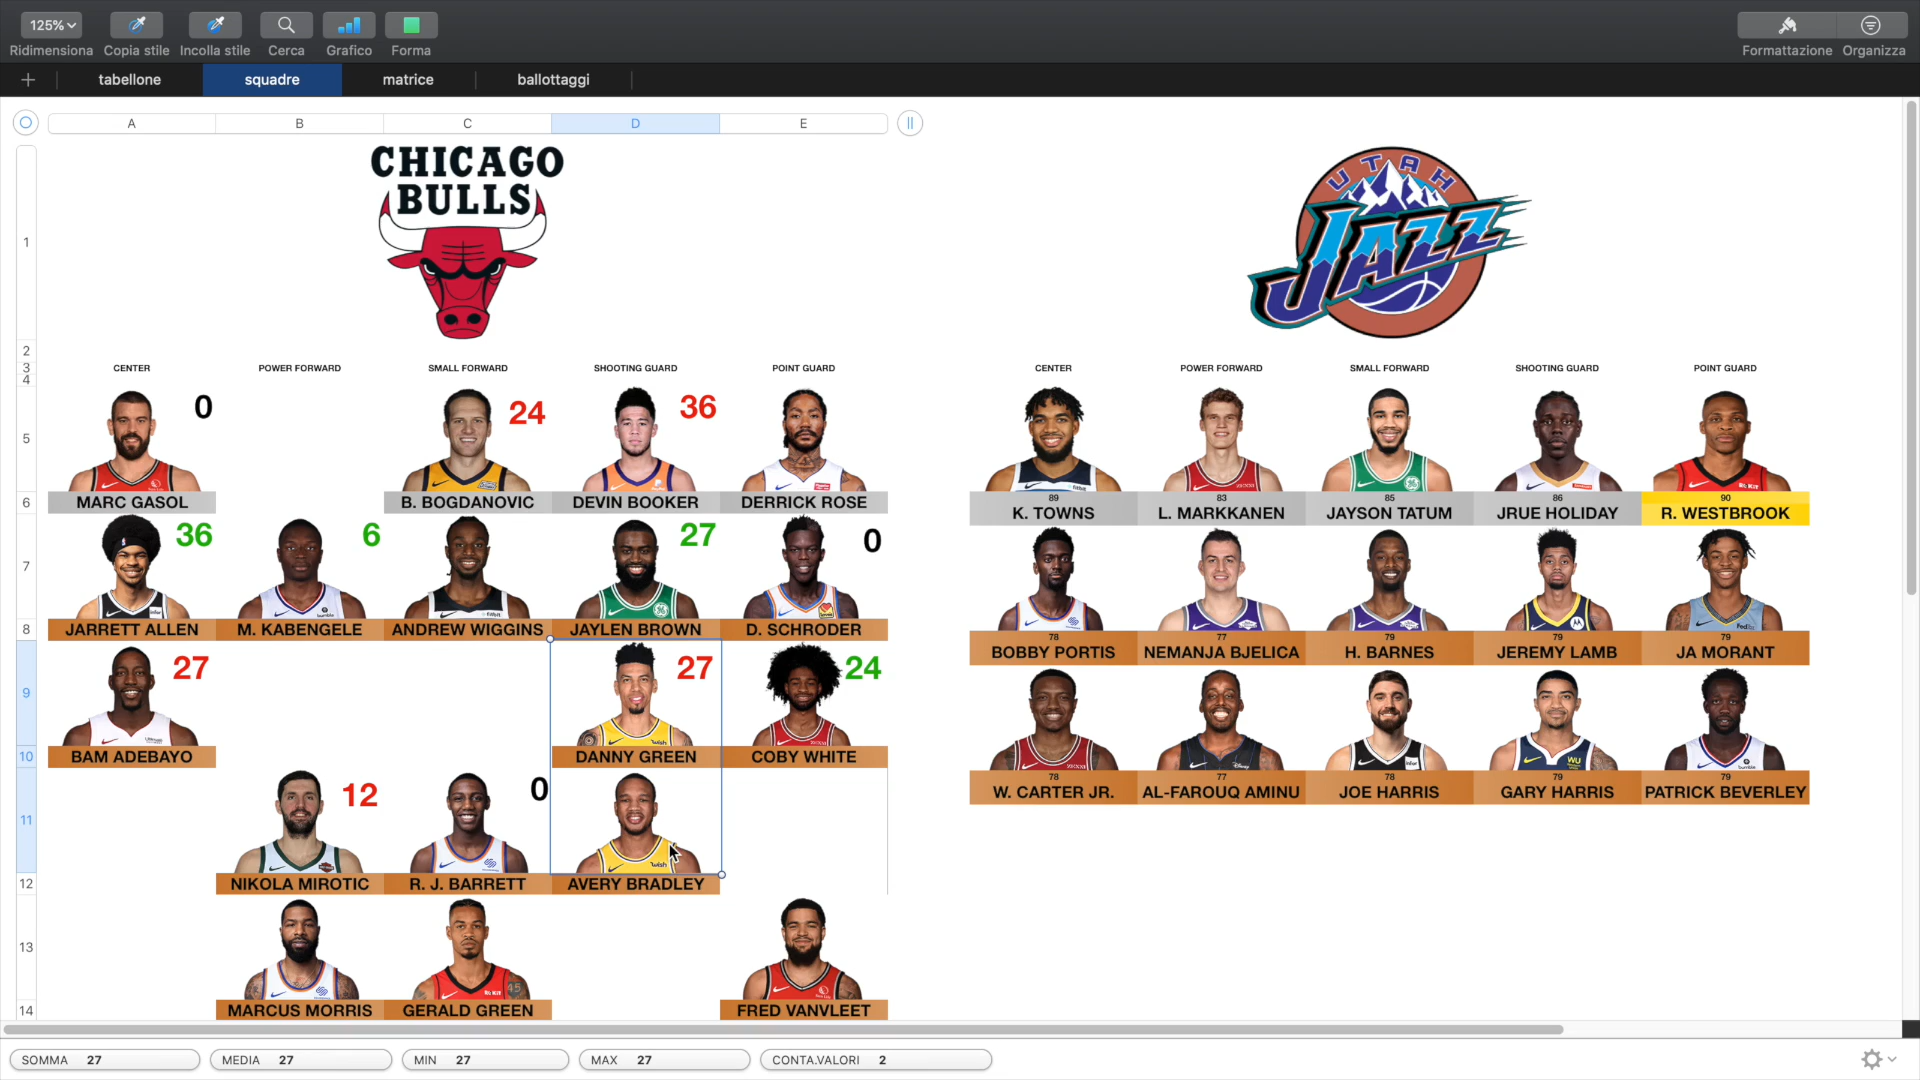 125%
Ridimensiona Copia stile Incolla stile Cerca Grafico Forma Formattazione Organizza
tabellone squadre matrice ballottaggi
A B C D E
CHICAGO
BULLS
UTAH
JAZZ
1
2
3
4
CENTER POWER FORWARD SMALL FORWARD SHOOTING GUARD POINT GUARD
CENTER POWER FORWARD SMALL FORWARD SHOOTING GUARD POINT GUARD
0 24 36
5
6
MARC GASOL B. BOGDANOVIC DEVIN BOOKER DERRICK ROSE
89 83 85 86 90
K. TOWNS L. MARKKANEN JAYSON TATUM JRUE HOLIDAY R. WESTBROOK
36 6 27 0
7
8
JARRETT ALLEN M. KABENGELE ANDREW WIGGINS JAYLEN BROWN D. SCHRODER
78 77 79 79 79
BOBBY PORTIS NEMANJA BJELICA H. BARNES JEREMY LAMB JA MORANT
27 27 24
9
wish
10
BAM ADEBAYO DANNY GREEN COBY WHITE
78 77 78 79 79
W. CARTER JR. AL-FAROUQ AMINU JOE HARRIS GARY HARRIS PATRICK BEVERLEY
12 0
11
wish
12
NIKOLA MIROTIC R. J. BARRETT AVERY BRADLEY
13
14
MARCUS MORRIS GERALD GREEN FRED VANVLEET
SOMMA 27 MEDIA 27 MIN 27 MAX 27 CONTA.VALORI 2